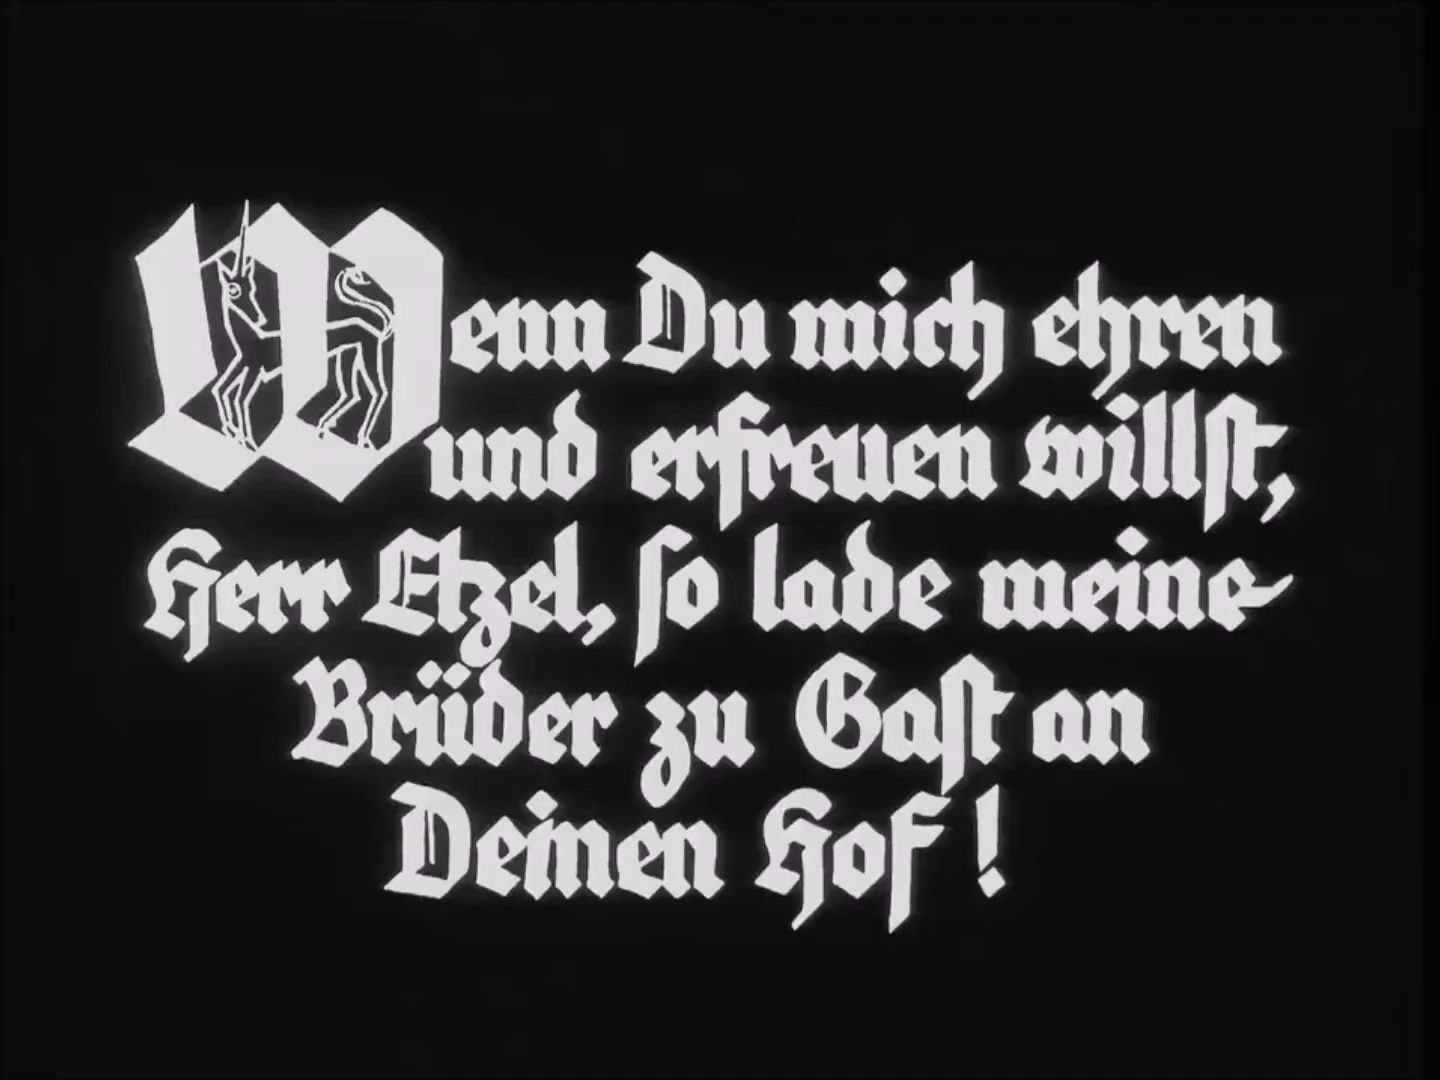 Wenn Du mich ehren
und erfreuen willst,
Herr Etzel, so lade meine
Brüder zu Gast an
Deinen Hof!